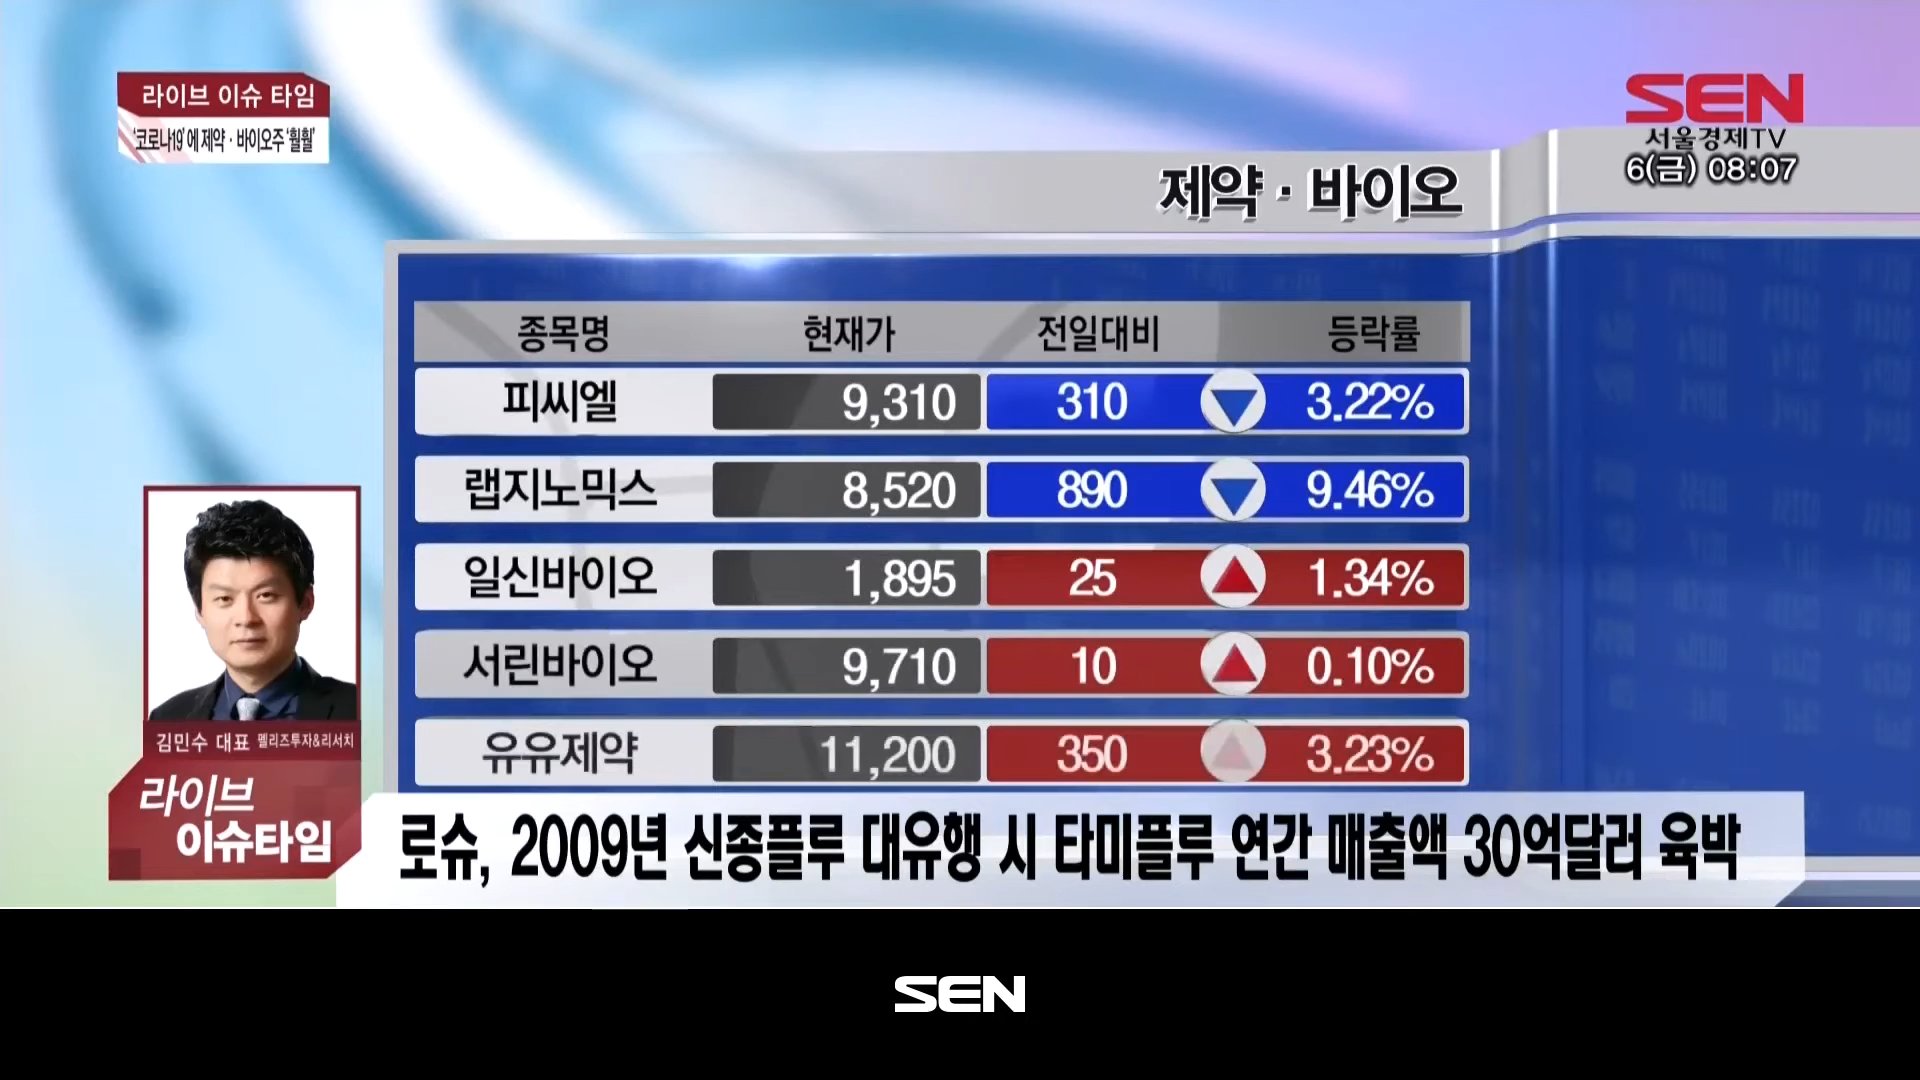 라이브 이슈 타임
'코로나19'에 제약·바이오주 '훨훨'
SEN
서울경제TV
6(금) 08:07
제약·바이오
종목명 현재가 전일대비 등락률
피씨엘 9,310 310 ▼ 3.22%
랩지노믹스 8,520 890 ▼ 9.46%
일신바이오 1,895 25 ▲ 1.34%
서린바이오 9,710 10 ▲ 0.10%
유유제약 11,200 350 ▲ 3.23%
김민수 대표 멜리즈투자&리서치
라이브
이슈타임
로슈, 2009년 신종플루 대유행 시 타미플루 연간 매출액 30억달러 육박
SEN